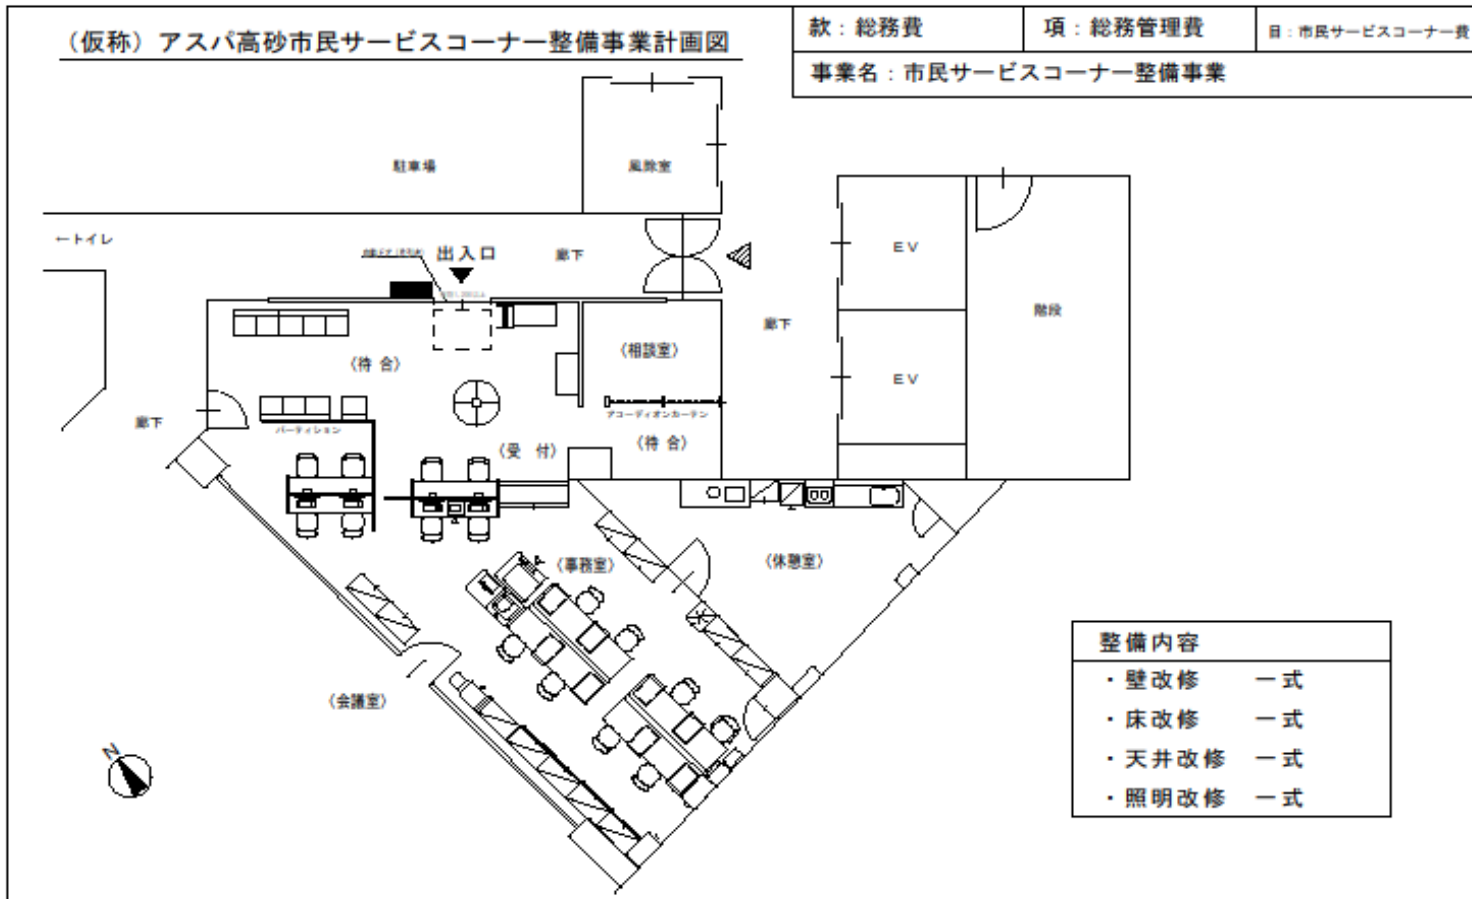 （仮称）アスパ高砂市民サービスコーナー整備事業計画図
款：総務費
項：総務管理費
目：市民サービスコーナー費
事業名：市民サービスコーナー整備事業
駐車場
風除室
←トイレ
出入口
廊下
EV
階段
廊下
〈相談室〉
〈待 合〉
EV
アコーディオンカーテン
廊下
パーティション
〈受 付〉
〈待 合〉
〈事務室〉
〈休憩室〉
〈会議室〉
N
整備内容
・壁改修 一式
・床改修 一式
・天井改修 一式
・照明改修 一式